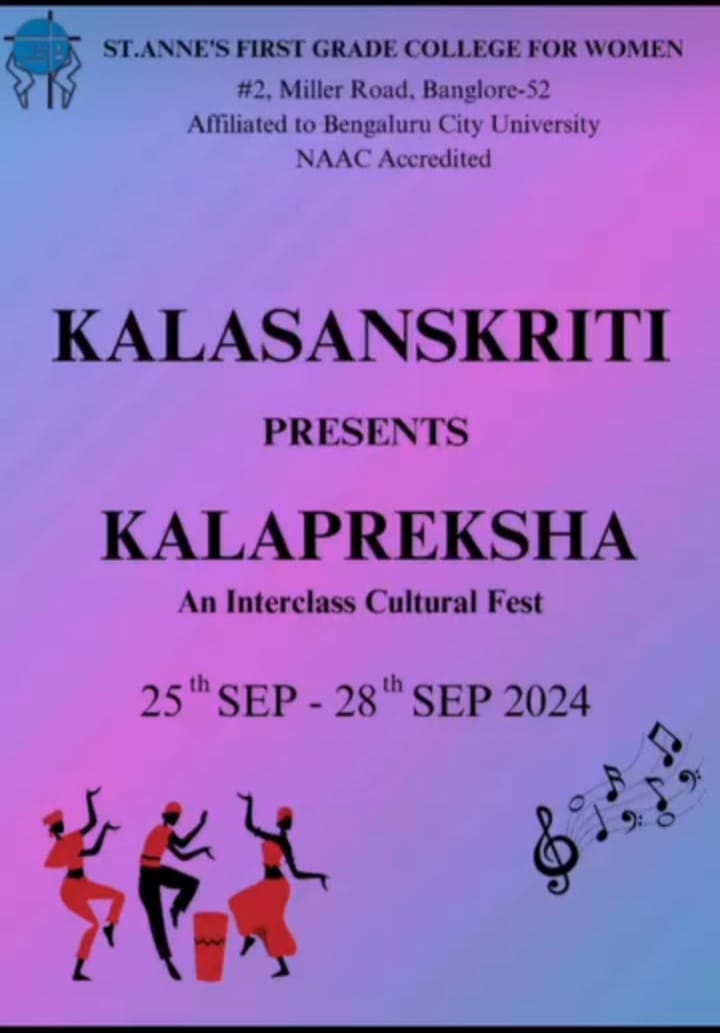 ST.ANNE'S FIRST GRADE COLLEGE FOR WOMEN
#2, Miller Road, Banglore-52
Affiliated to Bengaluru City University
NAAC Accredited
KALASANSKRITI
PRESENTS
KALAPREKSHA
An Interclass Cultural Fest
25th SEP - 28th SEP 2024